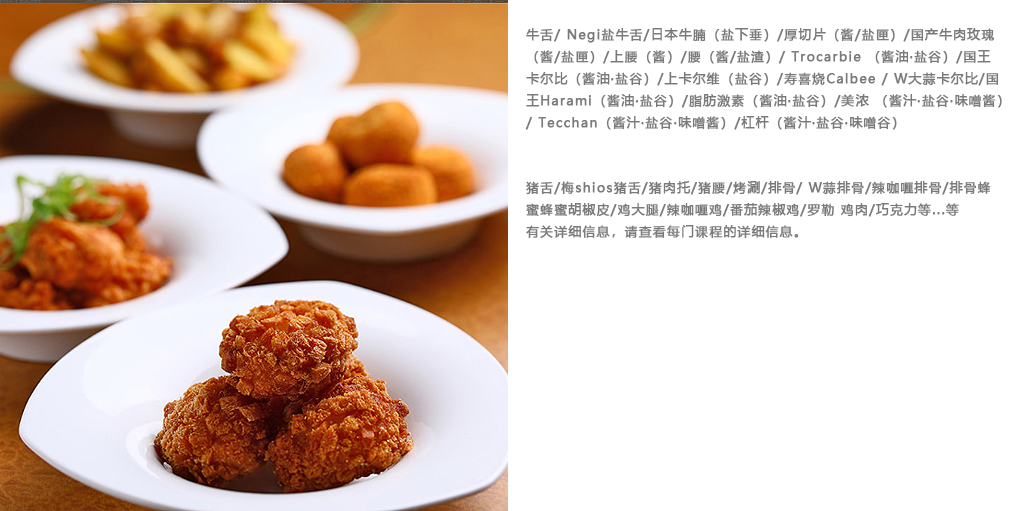 牛舌/ Negi盐牛舌/日本牛腩（盐下垂）/厚切片（酱/盐匣）/国产牛肉玫瑰
（酱/盐匣）/上腰（酱）/腰（酱/盐渣）/ Trocarbie （酱油·盐谷）/国王
卡尔比（酱油·盐谷）/上卡尔维（盐谷）/寿喜烧Calbee / W大蒜卡尔比/国
王Harami（酱油·盐谷）/脂肪激素（酱油·盐谷）/美浓 （酱汁·盐谷·味噌酱）
/ Tecchan（酱汁·盐谷·味噌酱）/杠杆（酱汁·盐谷·味噌谷）
猪舌/梅shios猪舌/猪肉托/猪腰/烤涮/排骨/ W蒜排骨/辣咖喱排骨/排骨蜂
蜜蜂蜜胡椒皮/鸡大腿/辣咖喱鸡/番茄辣椒鸡/罗勒 鸡肉/巧克力等...等
有关详细信息，请查看每门课程的详细信息。